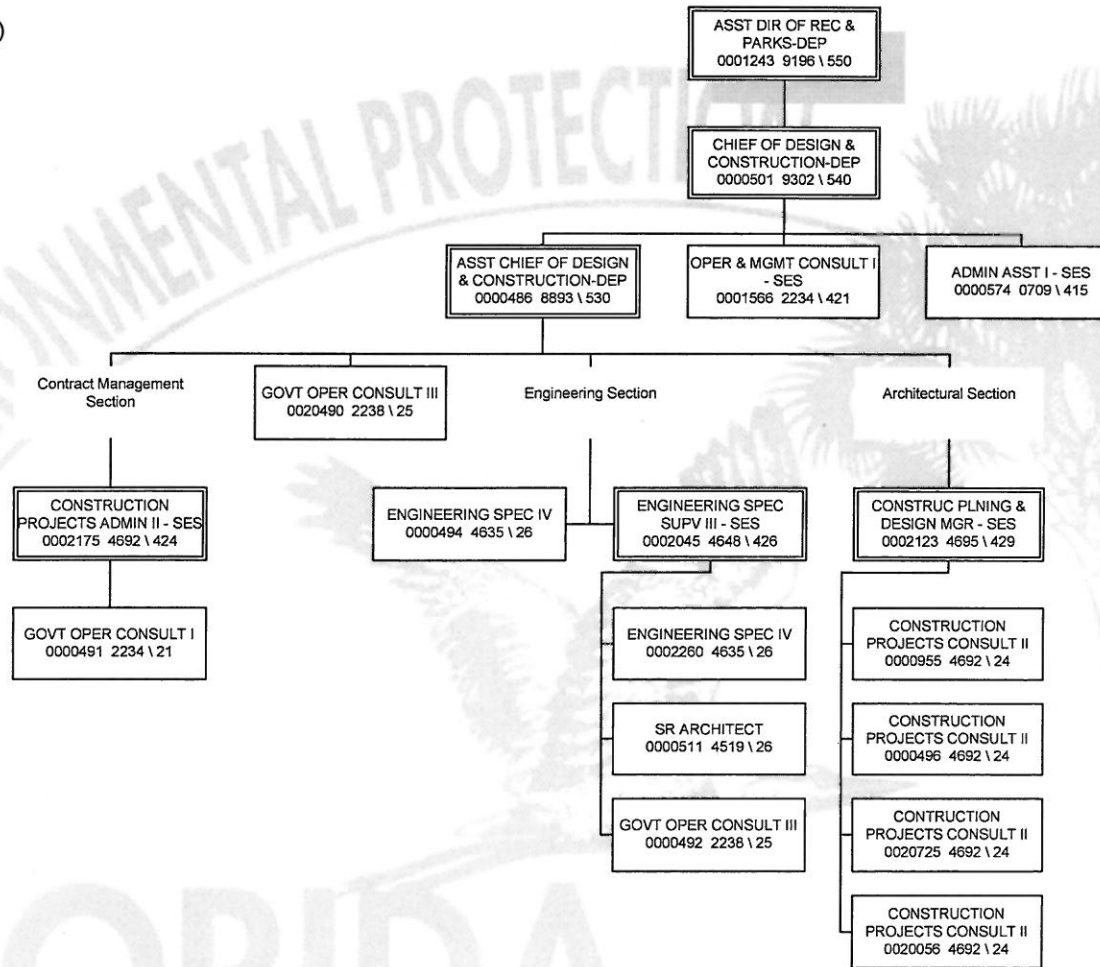 )
ASST DIR OF REC &
PARKS-DEP
0001243 9196 \ 550
CHIEF OF DESIGN &
CONSTRUCTION-DEP
0000501 9302 \ 540
ASST CHIEF OF DESIGN
& CONSTRUCTION-DEP
0000486 8893 \ 530
OPER & MGMT CONSULT I
- SES
0001566 2234 \ 421
ADMIN ASST I - SES
0000574 0709 \ 415
Contract Management
Section
GOVT OPER CONSULT III
0020490 2238 \ 25
Engineering Section
Architectural Section
CONSTRUCTION
PROJECTS ADMIN II - SES
0002175 4692 \ 424
ENGINEERING SPEC IV
0000494 4635 \ 26
ENGINEERING SPEC
SUPV III - SES
0002045 4648 \ 426
CONSTRUC PLNING &
DESIGN MGR - SES
0002123 4695 \ 429
GOVT OPER CONSULT I
0000491 2234 \ 21
ENGINEERING SPEC IV
0002260 4635 \ 26
SR ARCHITECT
0000511 4519 \ 26
GOVT OPER CONSULT III
0000492 2238 \ 25
CONSTRUCTION
PROJECTS CONSULT II
0000955 4692 \ 24
CONSTRUCTION
PROJECTS CONSULT II
0000496 4692 \ 24
CONTRUCTION
PROJECTS CONSULT II
0020725 4692 \ 24
CONSTRUCTION
PROJECTS CONSULT II
0020056 4692 \ 24
ONMENTAL PROTECTION
ORIDA